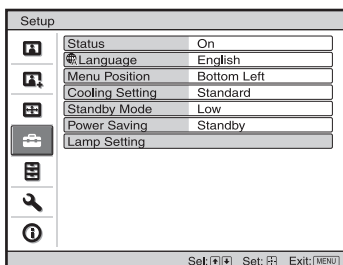 Setup
Status On
Language English
Menu Position Bottom Left
Cooling Setting Standard
Standby Mode Low
Power Saving Standby
Lamp Setting
Sel: Set: Exit: MENU